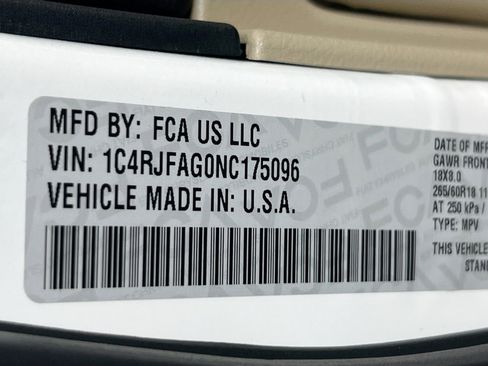 MFD BY: FCA US LLC
VIN: 1C4RJFAG0NC175096
VEHICLE MADE IN: U.S.A.
DATE OF MFR
GAWR FRONT
18X8.0
265/60R18 11
AT 250 kPa /
TYPE: MPV
THIS VEHICLE
STAN